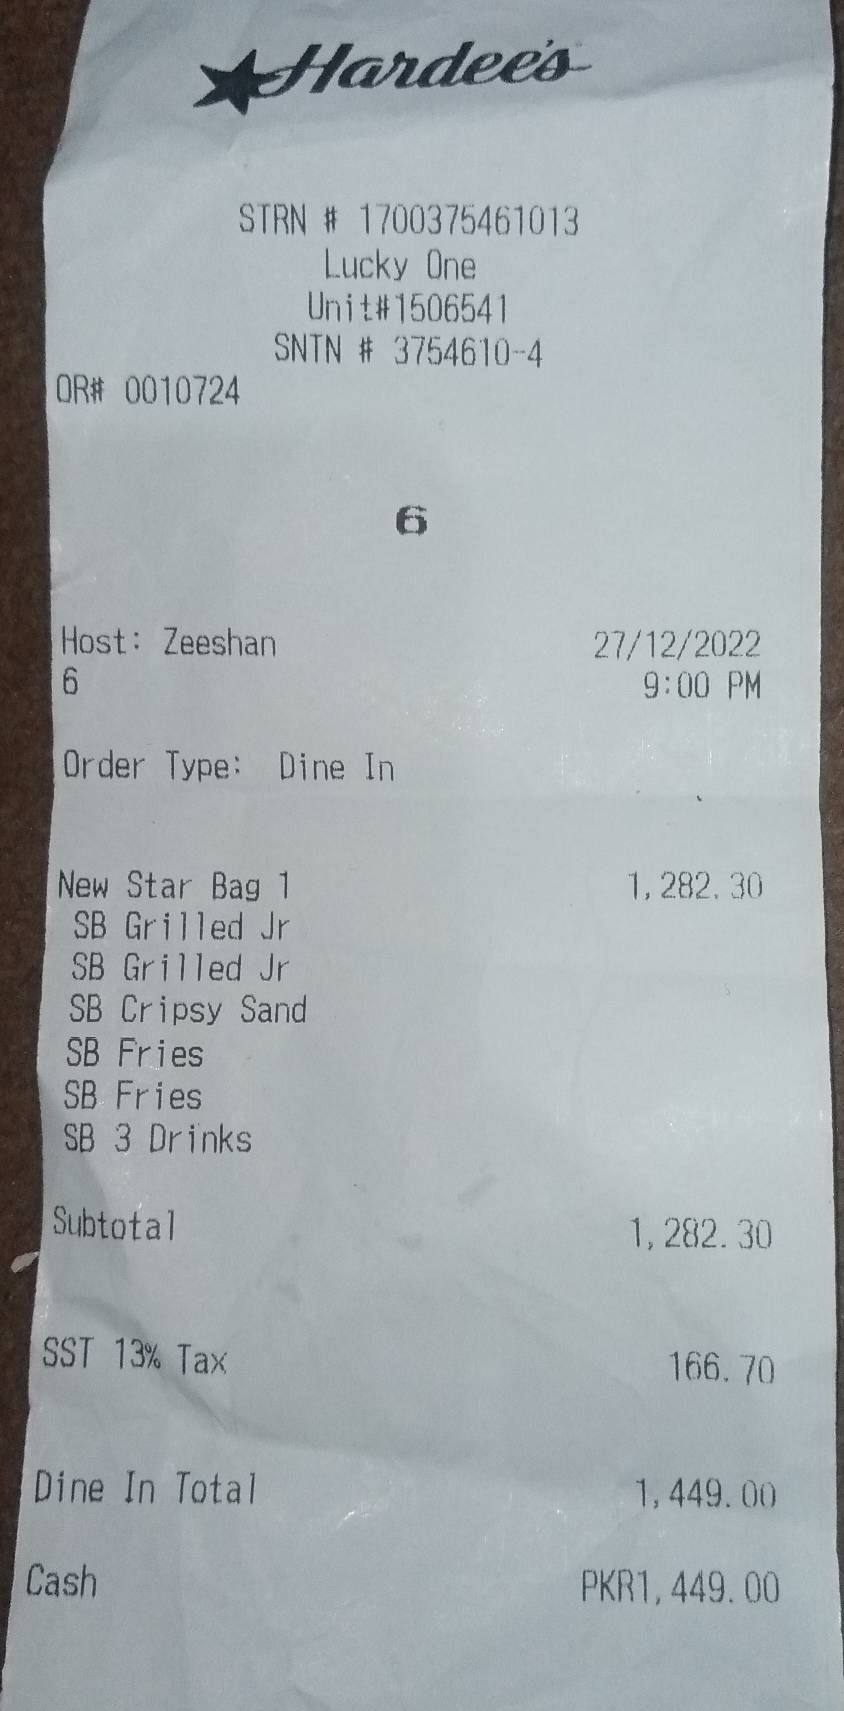 Hardee's
STRN # 1700375461013
Lucky One
Unit#1506541
SNTN # 3754610-4
OR# 0010724
6
Host: Zeeshan 27/12/2022
6 9:00 PM
Order Type: Dine In
New Star Bag 1 1,282.30
SB Grilled Jr
SB Grilled Jr
SB Cripsy Sand
SB Fries
SB Fries
SB 3 Drinks
Subtotal 1,282.30
SST 13% Tax 166.70
Dine In Total 1,449.00
Cash PKR1,449.00